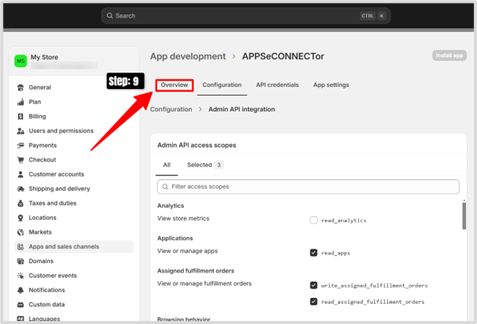 Search
CTRL K
MS
My Store
App development > APPSeCONNECTor
Install app
Step: 9
Overview
Configuration
API credentials
App settings
Configuration > Admin API integration
General
Plan
Billing
Users and permissions
Payments
Checkout
Customer accounts
Shipping and delivery
Taxes and duties
Locations
Markets
Apps and sales channels
Domains
Customer events
Notifications
Custom data
Languages
Admin API access scopes
All
Selected 3
Filter access scopes
Analytics
View store metrics
read_analytics
Applications
View or manage apps
read_apps
Assigned fulfillment orders
View or manage fulfillment orders
write_assigned_fulfillment_orders
read_assigned_fulfillment_orders
Browsing behavior